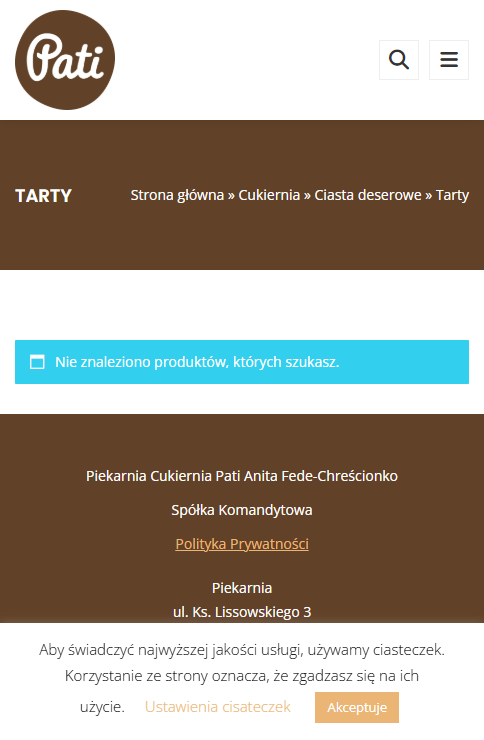 Pati
TARTY
Strona główna » Cukiernia » Ciasta deserowe » Tarty
Nie znaleziono produktów, których szukasz.
Piekarnia Cukiernia Pati Anita Fede-Chreścionko
Spółka Komandytowa
Polityka Prywatności
Piekarnia
ul. Ks. Lissowskiego 3
Aby świadczyć najwyższej jakości usługi, używamy ciasteczek.
Korzystanie ze strony oznacza, że zgadzasz się na ich
użycie. Ustawienia cisateczek Akceptuje